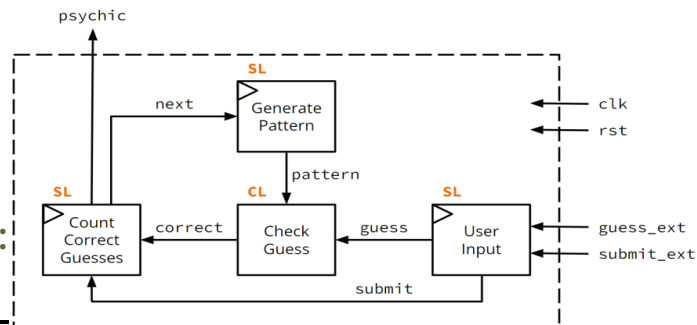 psychic
SL
next
Generate
Pattern
clk
rst
pattern
SL
CL
SL
Count
Correct
Guesses
correct
Check
Guess
guess
User
Input
guess_ext
submit_ext
submit